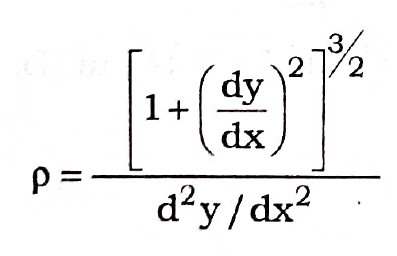 ρ = [1 + (dy/dx)²]^3/2 / d²y/dx²